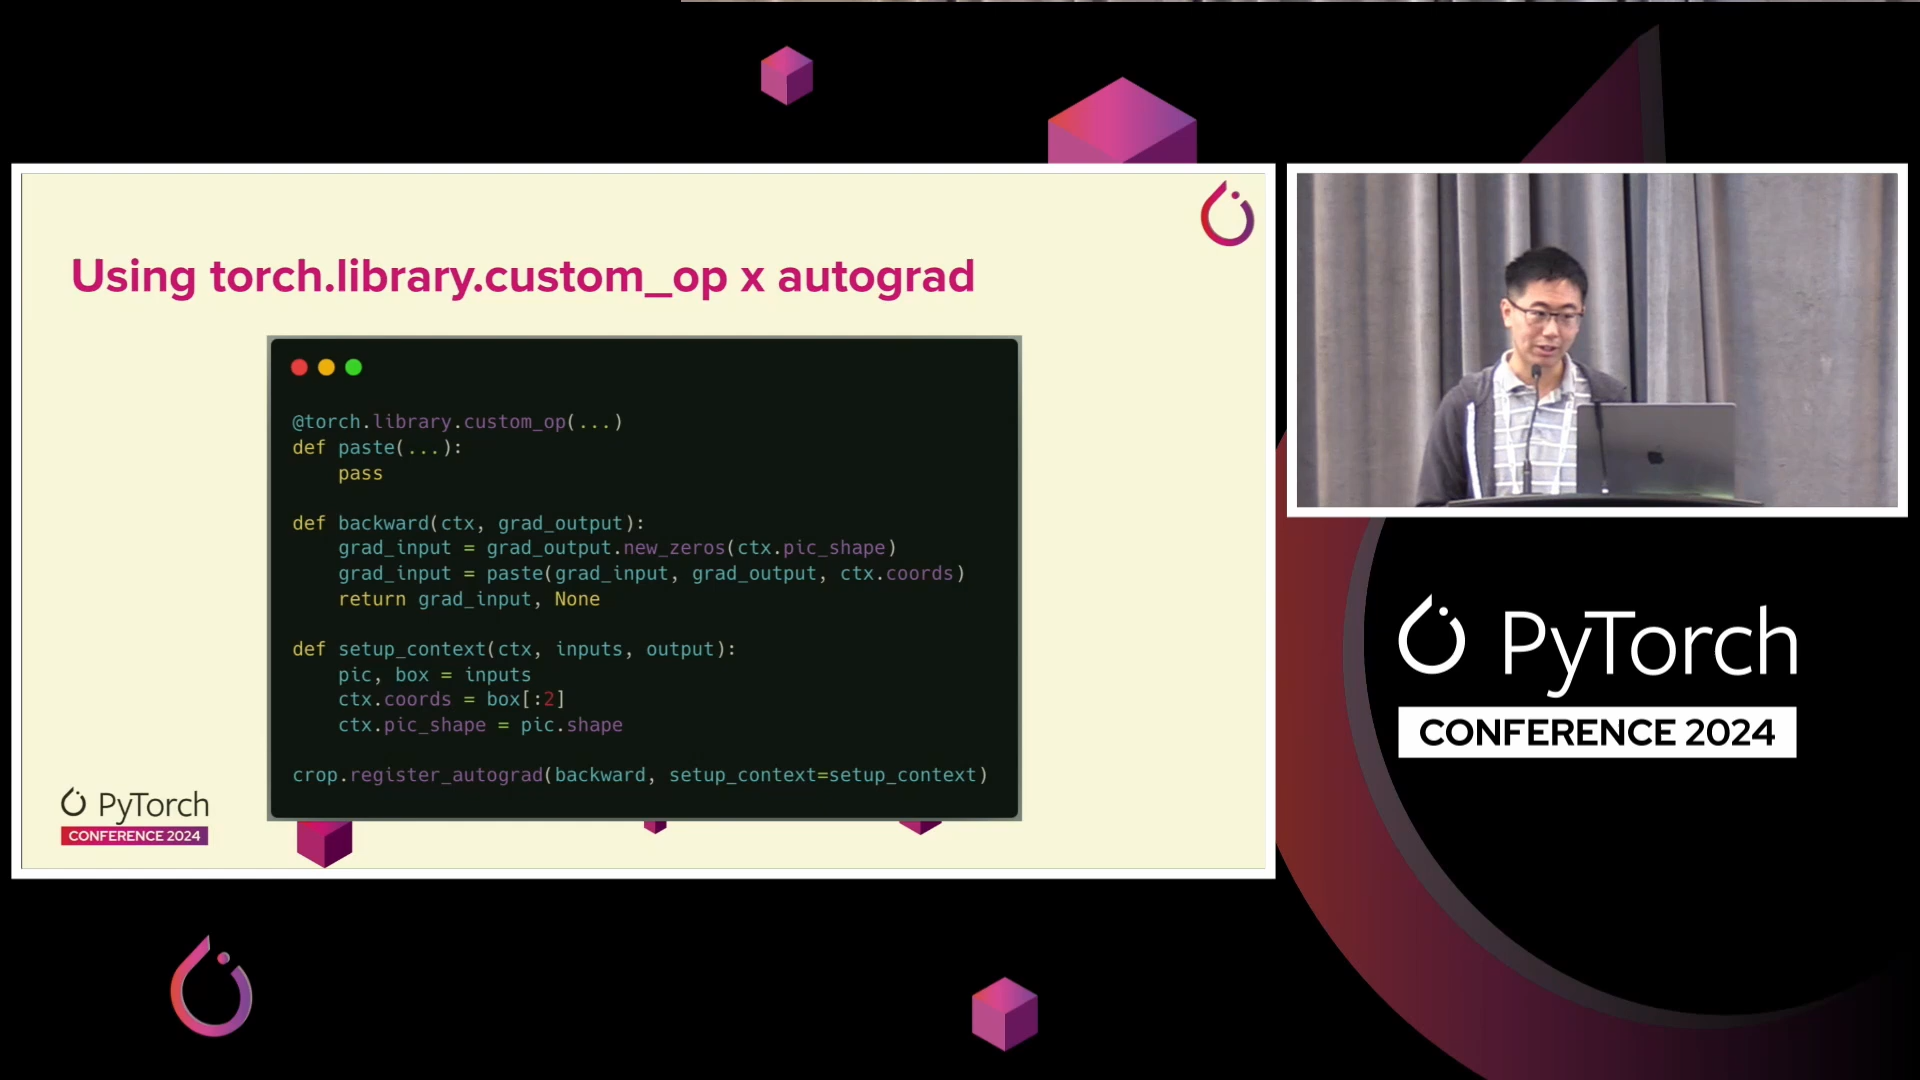 Using torch.library.custom_op x autograd
@torch.library.custom_op(...)
def paste(...):
    pass
def backward(ctx, grad_output):
    grad_input = grad_output.new_zeros(ctx.pic_shape)
    grad_input = paste(grad_input, grad_output, ctx.coords)
    return grad_input, None
def setup_context(ctx, inputs, output):
    pic, box = inputs
    ctx.coords = box[:2]
    ctx.pic_shape = pic.shape
crop.register_autograd(backward, setup_context=setup_context)
PyTorch
CONFERENCE 2024
PyTorch
CONFERENCE 2024